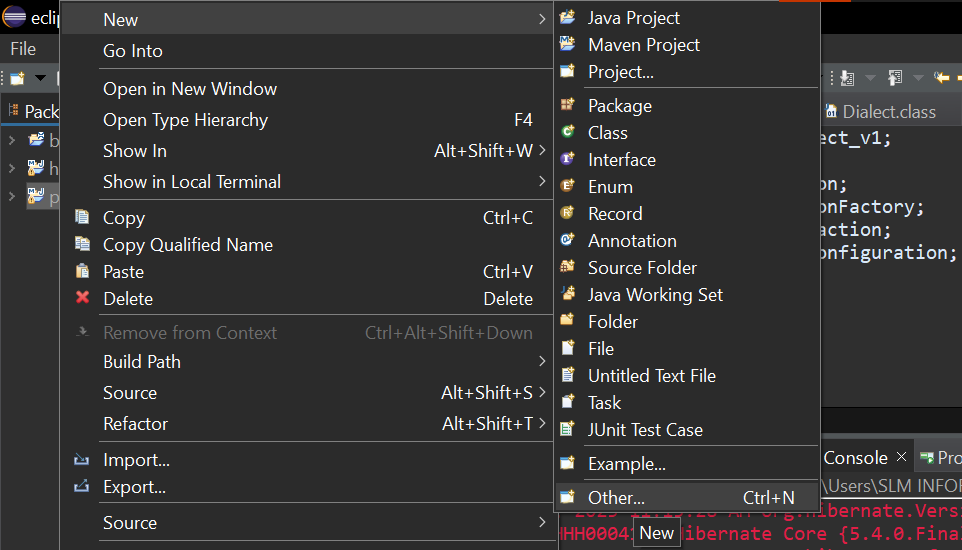 eclip
File
Pack
b
h
p
New
Go Into
Open in New Window
Open Type Hierarchy F4
Show In Alt+Shift+W
Show in Local Terminal
Copy Ctrl+C
Copy Qualified Name
Paste Ctrl+V
Delete Delete
Remove from Context Ctrl+Alt+Shift+Down
Build Path
Source Alt+Shift+S
Refactor Alt+Shift+T
Import...
Export...
Source
Java Project
Maven Project
Project...
Package
Class
Interface
Enum
Record
Annotation
Source Folder
Java Working Set
Folder
File
Untitled Text File
Task
JUnit Test Case
Example...
Other... Ctrl+N
New
Dialect.class
ect_v1;
on;
onFactory;
action;
onfiguration;
Console Pro
\Users\SLM INFOR
HHH00041 ibernate Core {5.4.0.Fina